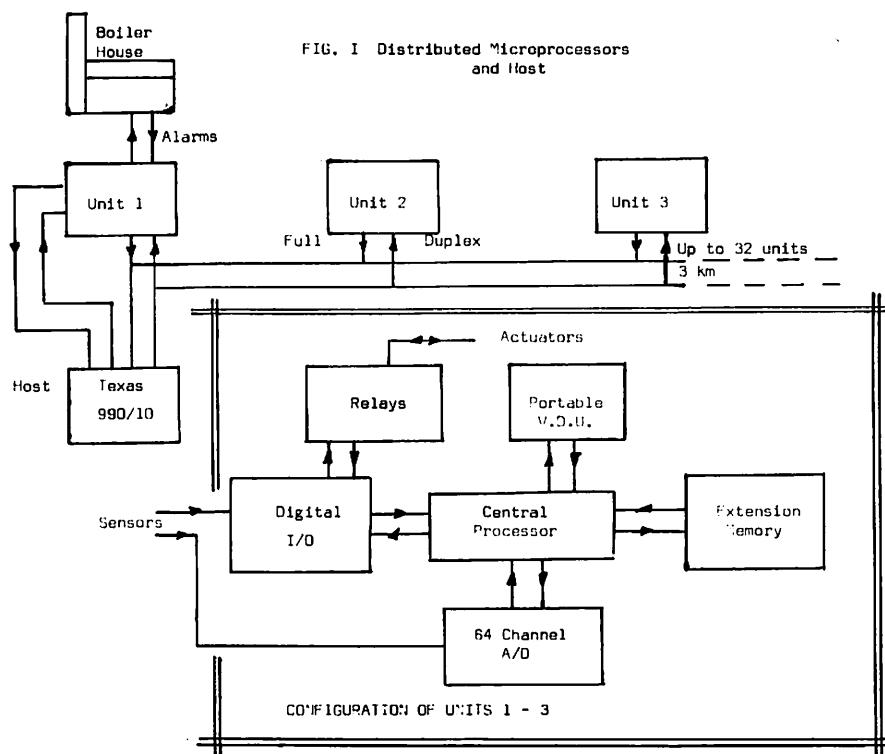 Boiler
House
FIG. I Distributed Microprocessors
and Host
Alarms
Unit 1
Unit 2
Unit 3
Full
Duplex
Up to 32 units
3 km
Host
Texas
990/10
Actuators
Relays
Portable
V.D.U.
Sensors
Digital
I/O
Central
Processor
Extension
Memory
64 Channel
A/D
CONFIGURATION OF UNITS 1 - 3